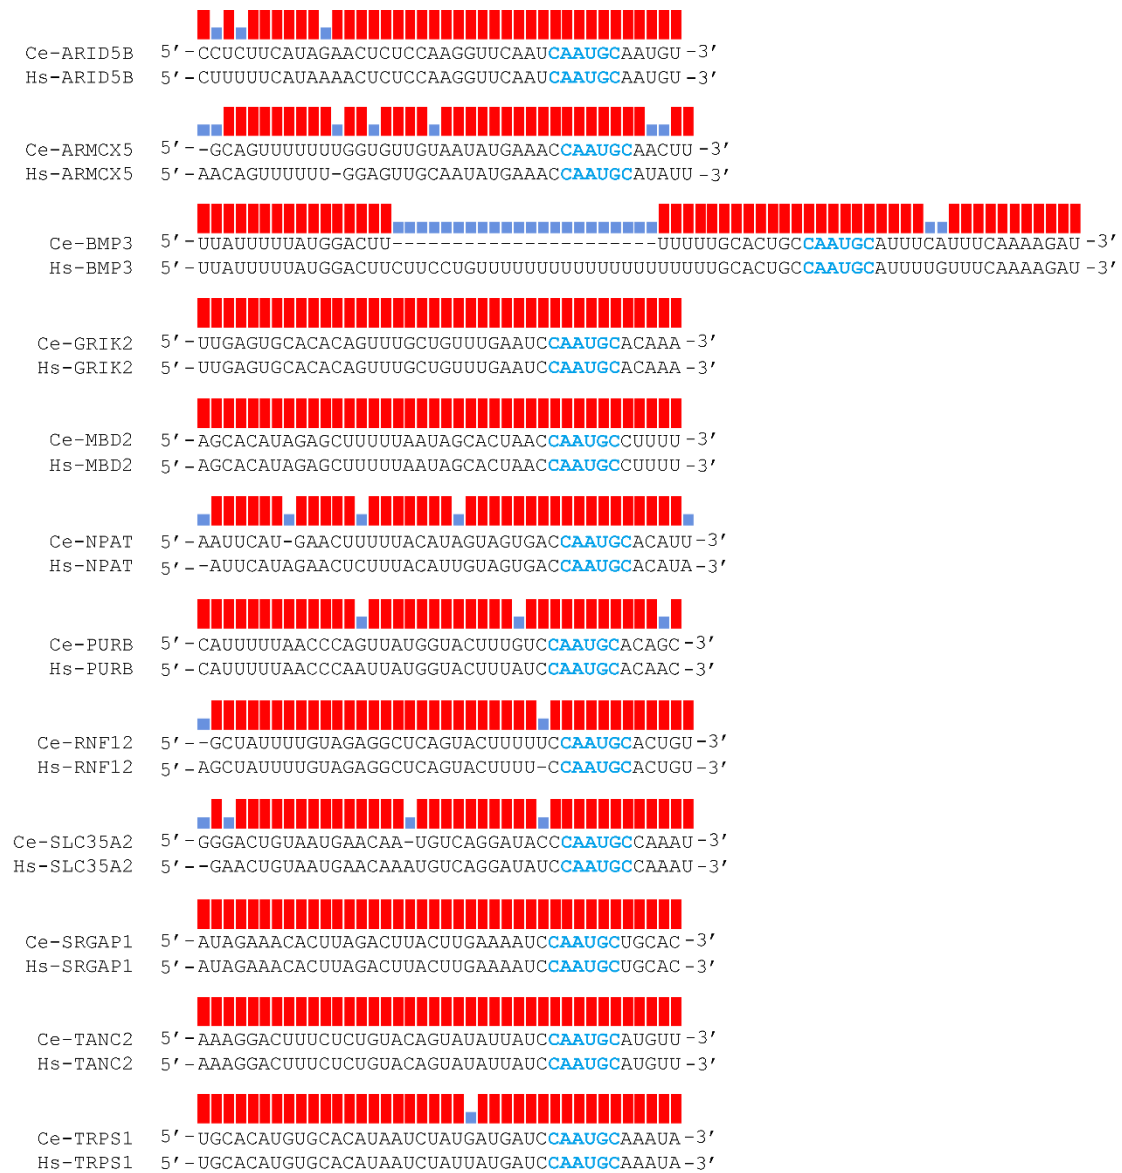 Ce-ARID5B 5′-CCUCUUCAUAGAACUCUCCAAGGUUCAAUCAAUGCAAUGU-3′
Hs-ARID5B 5′-CUUUUUCAUAAAACUCUCCAAGGUUCAAUCAAUGCAAUGU-3′
Ce-ARMCX5 5′--GCAGUUUUUUUGGUGUUGUAAUAUGAAACCAAUGCAACUU-3′
Hs-ARMCX5 5′-AACAGUUUUUU-GGAGUUGCAAUAUGAAACCAAUGCAUAUU-3′
Ce-BMP3 5′-UUAUUUUUAUGGACUU----------------------UUUUUGCACUGCCAAUGCAUUUCAUUUCAAAAGAU-3′
Hs-BMP3 5′-UUAUUUUUAUGGACUUCUUCCUGUUUUUUUUUUUUUUUUUUUUGCACUGCCAAUGCAUUUUGUUUCAAAAGAU-3′
Ce-GRIK2 5′-UUGAGUGCACACAGUUUGCUGUUUGAAUCCAAUGCACAAA-3′
Hs-GRIK2 5′-UUGAGUGCACACAGUUUGCUGUUUGAAUCCAAUGCACAAA-3′
Ce-MBD2 5′-AGCACAUAGAGCUUUUUAAUAGCACUAACCAAUGCCUUUU-3′
Hs-MBD2 5′-AGCACAUAGAGCUUUUUAAUAGCACUAACCAAUGCCUUUU-3′
Ce-NPAT 5′-AAUUCAU-GAACUUUUUACAUAGUAGUGACCAAUGCACAUU-3′
Hs-NPAT 5′--AUUCAUAGAACUCUUUACAUUGUAGUGACCAAUGCACAUA-3′
Ce-PURB 5′-CAUUUUUAACCCAGUUAUGGUACUUUGUCCAAUGCACAGC-3′
Hs-PURB 5′-CAUUUUUAACCCAAUUAUGGUACUUUAUCCAAUGCACAAC-3′
Ce-RNF12 5′--GCUAUUUUGUAGAGGCUCAGUACUUUUUCCAAUGCACUGU-3′
Hs-RNF12 5′-AGCUAUUUUGUAGAGGCUCAGUACUUUU-CCAAUGCACUGU-3′
Ce-SLC35A2 5′-GGGACUGUAAUGAACAA-UGUCAGGAUACCCAAUGCCAAAU-3′
Hs-SLC35A2 5′--GAACUGUAAUGAACAAAUGUCAGGAUAUCCAAUGCCAAAU-3′
Ce-SRGAP1 5′-AUAGAAACACUUAGACUUACUUGAAAAUCCAAUGCUGCAC-3′
Hs-SRGAP1 5′-AUAGAAACACUUAGACUUACUUGAAAAUCCAAUGCUGCAC-3′
Ce-TANC2 5′-AAAGGACUUUCUCUGUACAGUAUAUUAUCCAAUGCAUGUU-3′
Hs-TANC2 5′-AAAGGACUUUCUCUGUACAGUAUAUUAUCCAAUGCAUGUU-3′
Ce-TRPS1 5′-UGCACAUGUGCACAUAAUCUAUGAUGAUCCAAUGCAAAUA-3′
Hs-TRPS1 5′-UGCACAUGUGCACAUAAUCUAUUAUGAUCCAAUGCAAAUA-3′